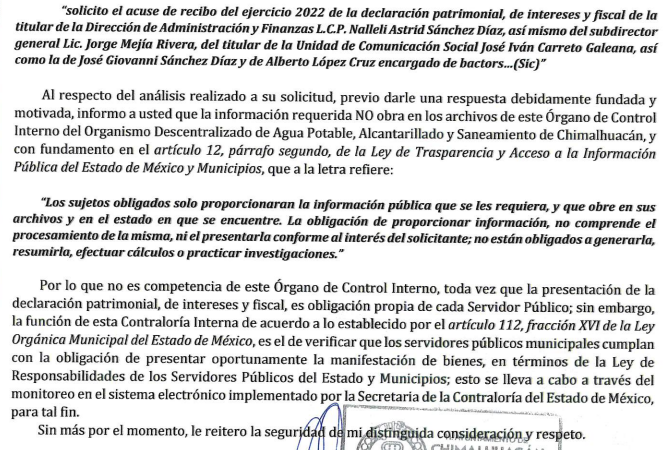 "solicito el acuse de recibo del ejercicio 2022 de la declaración patrimonial, de intereses y fiscal de la
titular de la Dirección de Administración y Finanzas L.C.P. Nalleli Astrid Sánchez Díaz, así mismo del subdirector
general Lic. Jorge Mejía Rivera, del titular de la Unidad de Comunicación Social José Iván Carreto Galeana, así
como la de José Giovanni Sánchez Díaz y de Alberto López Cruz encargado de bactors…(Sic)"
Al respecto del análisis realizado a su solicitud, previo darle una respuesta debidamente fundada y
motivada, informo a usted que la información requerida NO obra en los archivos de este Órgano de Control
Interno del Organismo Descentralizado de Agua Potable, Alcantarillado y Saneamiento de Chimalhuacán, y
con fundamento en el artículo 12, párrafo segundo, de la Ley de Trasparencia y Acceso a la Información
Pública del Estado de México y Municipios, que a la letra refiere:
"Los sujetos obligados solo proporcionaran la información pública que se les requiera, y que obre en sus
archivos y en el estado en que se encuentre. La obligación de proporcionar información, no comprende el
procesamiento de la misma, ni el presentarla conforme al interés del solicitante; no están obligados a generarla,
resumirla, efectuar cálculos o practicar investigaciones."
Por lo que no es competencia de este Órgano de Control Interno, toda vez que la presentación de la
declaración patrimonial, de intereses y fiscal, es obligación propia de cada Servidor Público; sin embargo,
la función de esta Contraloría Interna de acuerdo a lo establecido por el artículo 112, fracción XVI de la Ley
Orgánica Municipal del Estado de México, es el de verificar que los servidores públicos municipales cumplan
con la obligación de presentar oportunamente la manifestación de bienes, en términos de la Ley de
Responsabilidades de los Servidores Públicos del Estado y Municipios; esto se lleva a cabo a través del
monitoreo en el sistema electrónico implementado por la Secretaria de la Contraloría del Estado de México,
para tal fin.
Sin más por el momento, le reitero la seguridad de mi distinguida consideración y respeto.